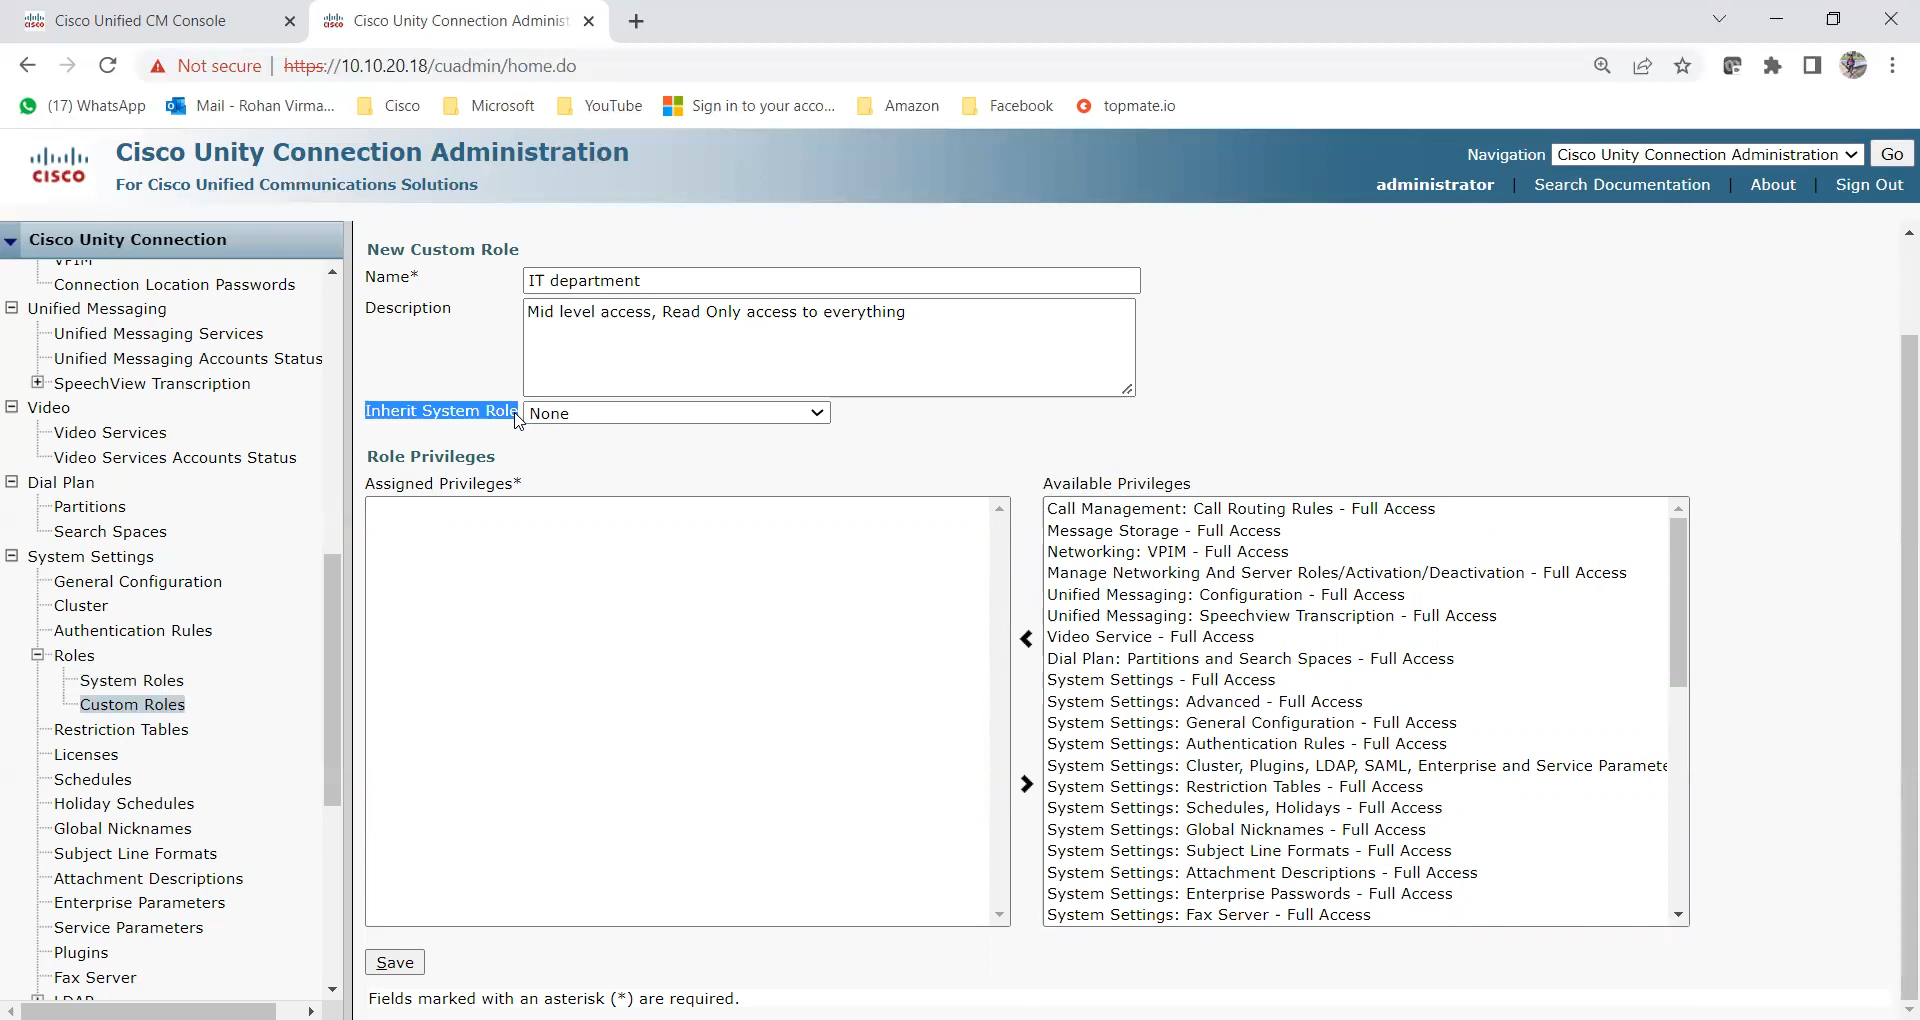 Cisco Unified CM Console
Cisco Unity Connection Administ
Not secure
https://10.10.20.18/cuadmin/home.do
(17) WhatsApp
Mail - Rohan Virma...
Cisco
Microsoft
YouTube
Sign in to your acco...
Amazon
Facebook
topmate.io
CISCO
Cisco Unity Connection Administration
For Cisco Unified Communications Solutions
Navigation Cisco Unity Connection Administration Go
administrator | Search Documentation | About | Sign Out
Cisco Unity Connection
VPIM
Connection Location Passwords
Unified Messaging
Unified Messaging Services
Unified Messaging Accounts Status
SpeechView Transcription
Video
Video Services
Video Services Accounts Status
Dial Plan
Partitions
Search Spaces
System Settings
General Configuration
Cluster
Authentication Rules
Roles
System Roles
Custom Roles
Restriction Tables
Licenses
Schedules
Holiday Schedules
Global Nicknames
Subject Line Formats
Attachment Descriptions
Enterprise Parameters
Service Parameters
Plugins
Fax Server
LDAP
New Custom Role
Name* IT department
Description Mid level access, Read Only access to everything
Inherit System Role None
Role Privileges
Assigned Privileges*
Available Privileges
Call Management: Call Routing Rules - Full Access
Message Storage - Full Access
Networking: VPIM - Full Access
Manage Networking And Server Roles/Activation/Deactivation - Full Access
Unified Messaging: Configuration - Full Access
Unified Messaging: Speechview Transcription - Full Access
Video Service - Full Access
Dial Plan: Partitions and Search Spaces - Full Access
System Settings - Full Access
System Settings: Advanced - Full Access
System Settings: General Configuration - Full Access
System Settings: Authentication Rules - Full Access
System Settings: Cluster, Plugins, LDAP, SAML, Enterprise and Service Paramete
System Settings: Restriction Tables - Full Access
System Settings: Schedules, Holidays - Full Access
System Settings: Global Nicknames - Full Access
System Settings: Subject Line Formats - Full Access
System Settings: Attachment Descriptions - Full Access
System Settings: Enterprise Passwords - Full Access
System Settings: Fax Server - Full Access
Save
Fields marked with an asterisk (*) are required.